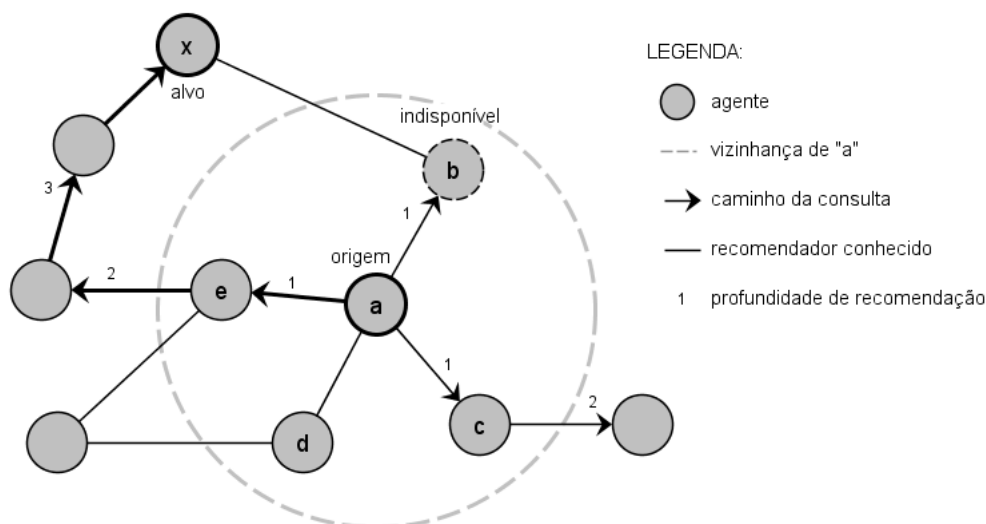 x
alvo
indisponível
b
1
3
origem
2
e
1
a
1
d
c
2
LEGENDA:
agente
vizinhança de "a"
caminho da consulta
recomendador conhecido
1 profundidade de recomendação